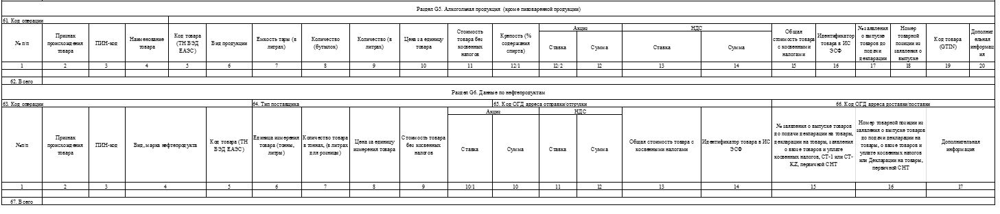 Раздел G5. Алкогольная продукция (кроме пивоваренной продукции)
61. Код операции
№ п/п
Признак
происхождения
товара
ПИН-код
Наименование
товара
Код товара
(ТН ВЭД
ЕАЭС)
Вид продукции
Емкость тары (в
литрах)
Количество
(бутылок)
Количество (в
литрах)
Цена за единицу
товара
Стоимость
товара без
косвенных
налогов
Крепость (%
содержания
спирта)
Акциз
Ставка
Сумма
НДС
Ставка
Сумма
Общая
стоимость товара
с косвенными
налогами
Идентификатор
товара в ИС
ЭСФ
№ заявления
о выпуске
товаров до
подачи
декларации
Номер
товарной
позиции из
заявления о
выпуске
Код товара
(GTIN)
Дополнит
ельная
информац
ия
1 2 3 4 5 6 7 8 9 10 11 12/1 12/2 12 13 14 15 16 17 18 19 20
62. Всего
Раздел G6. Данные по нефтепродуктам
63. Код операции 64. Тип поставщика 65. Код ОГД адреса отправки/отгрузки 66. Код ОГД адреса доставки/поставки
№п/п
Признак
происхождения
товара
ПИН-код
Вид, марка нефтепродукта
Код товара (ТН
ВЭД ЕАЭС)
Единица измерения
товара (тонны,
литры)
Количество товара
в тоннах, (в литрах
для розницы)
Цена за единицу
измерения товара
Стоимость товара
без косвенных
налогов
Акциз
Ставка
Сумма
НДС
Ставка
Сумма
Общая стоимость товара с
косвенными налогами
Идентификатор товара в ИС
ЭСФ
№ заявления о выпуске товаров
до подачи декларации на товары,
декларации на товары, заявления
о ввозе товаров и уплате
косвенных налогов, СТ-1 или СТ-
KZ, первичной СНТ
Номер товарной позиции из
заявления о выпуске товаров
до подачи декларации на
товары, о ввозе товаров и
уплате косвенных налогов
или Декларации на товары,
первичной СНТ
Дополнительная
информация
1 2 3 4 5 6 7 8 9 10/1 10 11 12 13 14 15 16 17
67. Всего